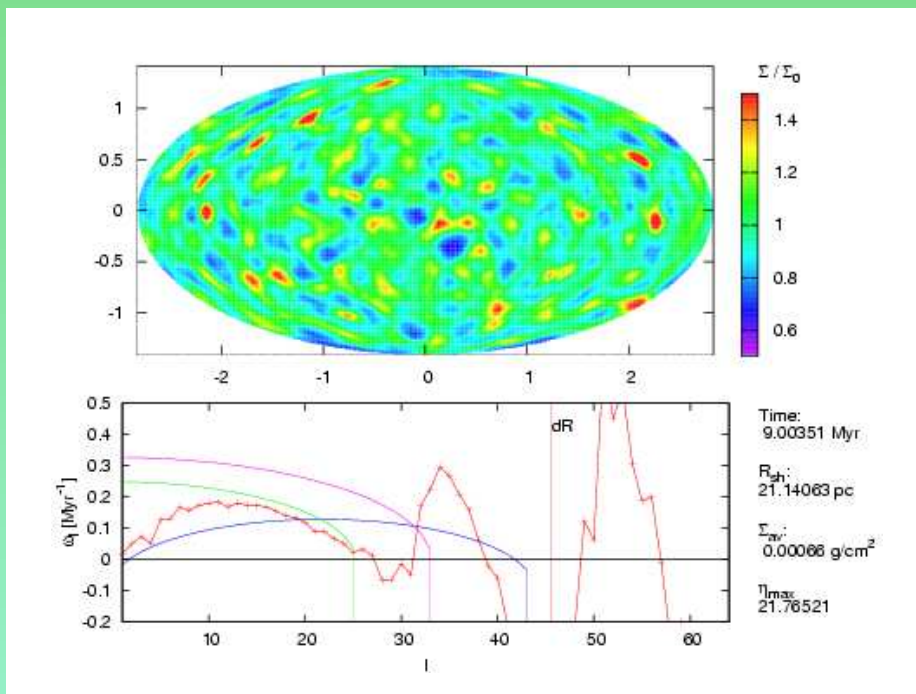 Σ / Σ0
1
0.5
0
-0.5
-1
-2 -1 0 1 2
1.4
1.2
1
0.8
0.6
0.5
0.4
0.3
0.2
0.1
0
-0.1
-0.2
ωl [Myr-1]
dR
10 20 30 40 50 60
l
Time:
9.00351 Myr
Rsh:
21.14063 pc
Σav:
0.00066 g/cm2
ηmax
21.76521